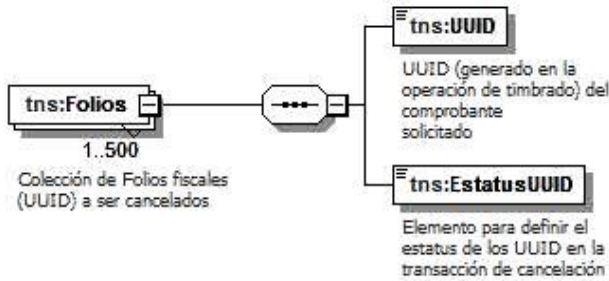 tns:Folios
1..500
Colección de Folios fiscales
(UUID) a ser cancelados
tns:UUID
UUID (generado en la
operación de timbrado) del
comprobante
solicitado
tns:EstatusUUID
Elemento para definir el
estatus de los UUID en la
transacción de cancelación